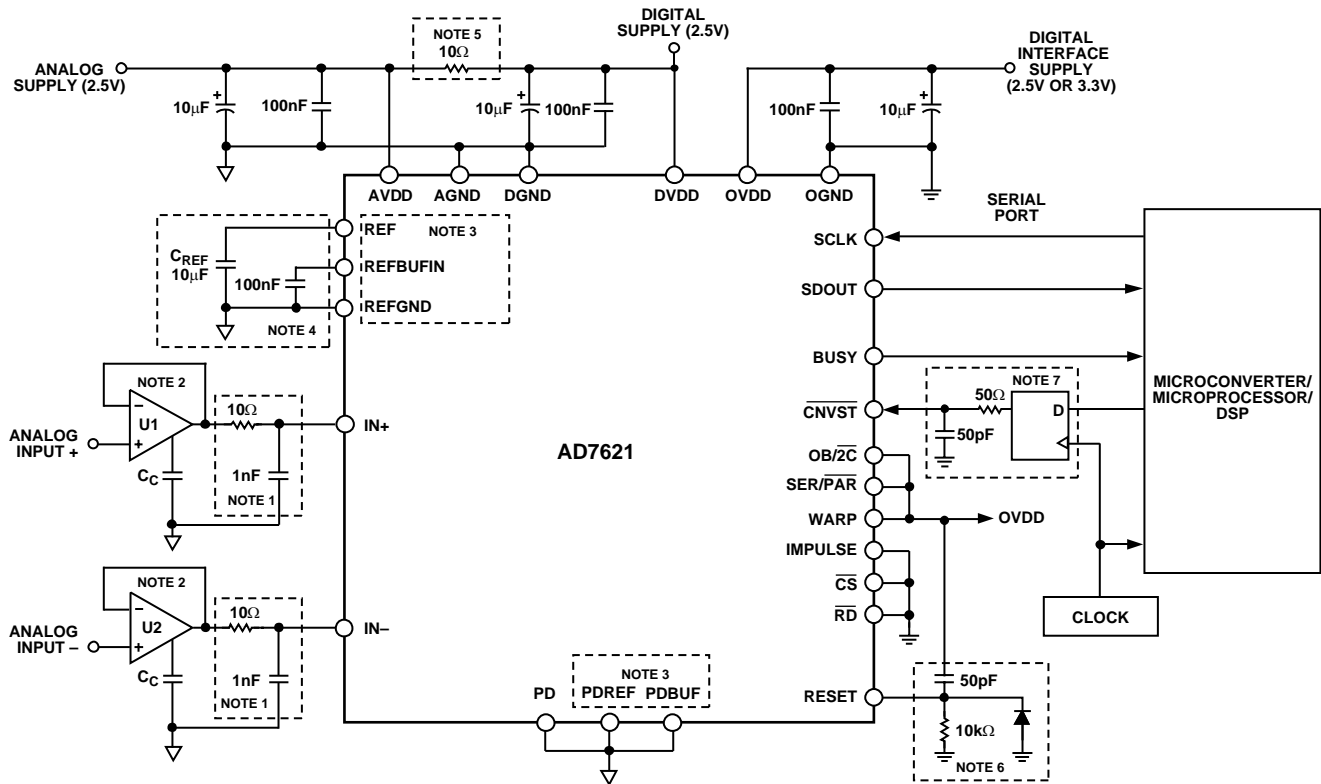 ANALOG
SUPPLY (2.5V)
10μF
+
100nF
NOTE 5
10Ω
DIGITAL
SUPPLY (2.5V)
10μF
+
100nF
DIGITAL
INTERFACE
SUPPLY
(2.5V OR 3.3V)
100nF
10μF
+
AVDD
AGND
DGND
DVDD
OVDD
OGND
CREF
10μF
100nF
NOTE 4
REF
REFBUFIN
REFGND
NOTE 3
SERIAL
PORT
SCLK
SDOUT
BUSY
CNVST
OB/2C
SER/PAR
WARP
IMPULSE
CS
RD
RESET
NOTE 7
50Ω
50pF
D
MICROCONVERTER/
MICROPROCESSOR/
DSP
OVDD
CLOCK
AD7621
NOTE 2
−
U1
+
ANALOG
INPUT +
CC
10Ω
1nF
NOTE 1
IN+
NOTE 2
−
U2
+
ANALOG
INPUT −
CC
10Ω
1nF
NOTE 1
IN−
NOTE 3
PD
PDREF
PDBUF
50pF
10kΩ
NOTE 6